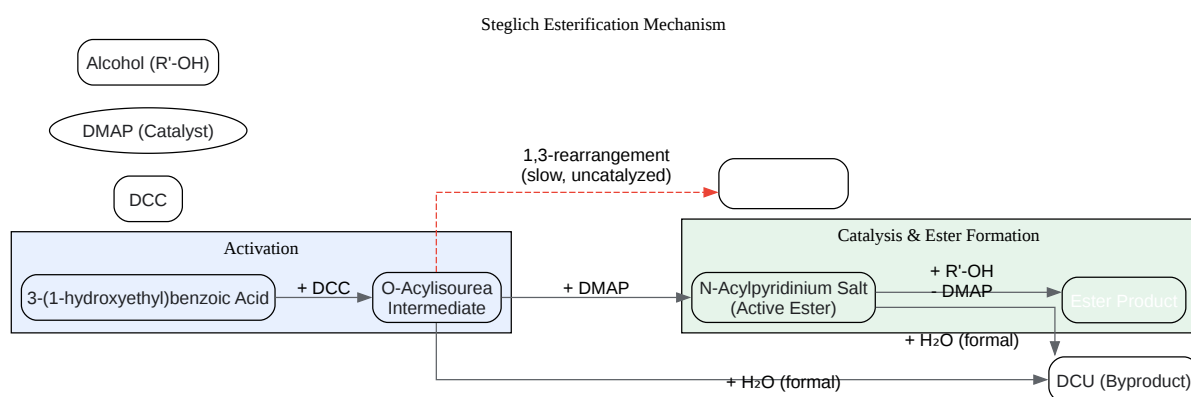 Steglich Esterification Mechanism
Alcohol (R'-OH)
DMAP (Catalyst)
DCC
1,3-rearrangement
(slow, uncatalyzed)
Activation
Catalysis & Ester Formation
3-(1-hydroxyethyl)benzoic Acid
+ DCC
O-Acylisourea
Intermediate
+ DMAP
N-Acylpyridinium Salt
(Active Ester)
+ R'-OH
- DMAP
Ester Product
+ H₂O (formal)
+ H₂O (formal)
DCU (Byproduct)